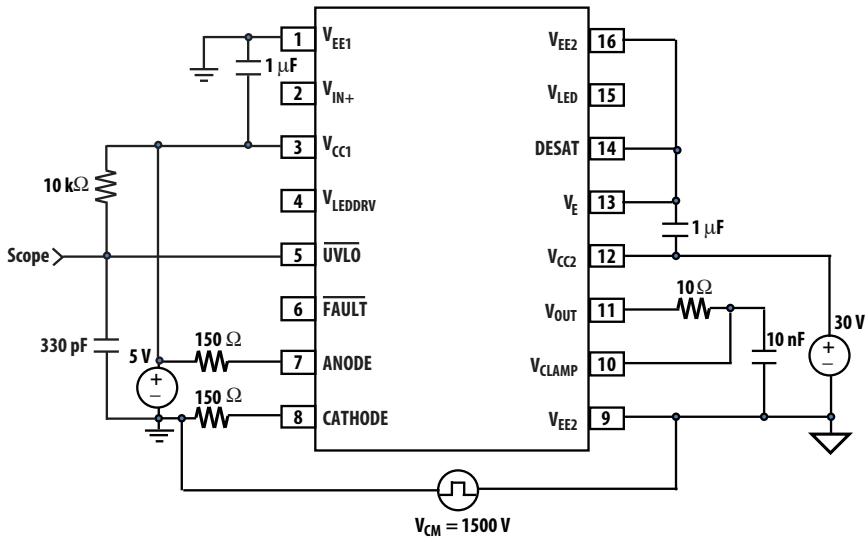 1 V_EE1
V_EE2 16
1 μF
2 V_IN+
V_LED 15
3 V_CC1
DESAT 14
10 kΩ
4 V_LEDDRV
V_E 13
1 μF
Scope
5 U̅V̅L̅O̅
V_CC2 12
10 Ω
6 F̅A̅U̅L̅T̅
V_OUT 11
330 pF
5 V
150 Ω
10 nF
30 V
7 ANODE
V_CLAMP 10
+
−
+
−
150 Ω
8 CATHODE
V_EE2 9
V_CM = 1500 V